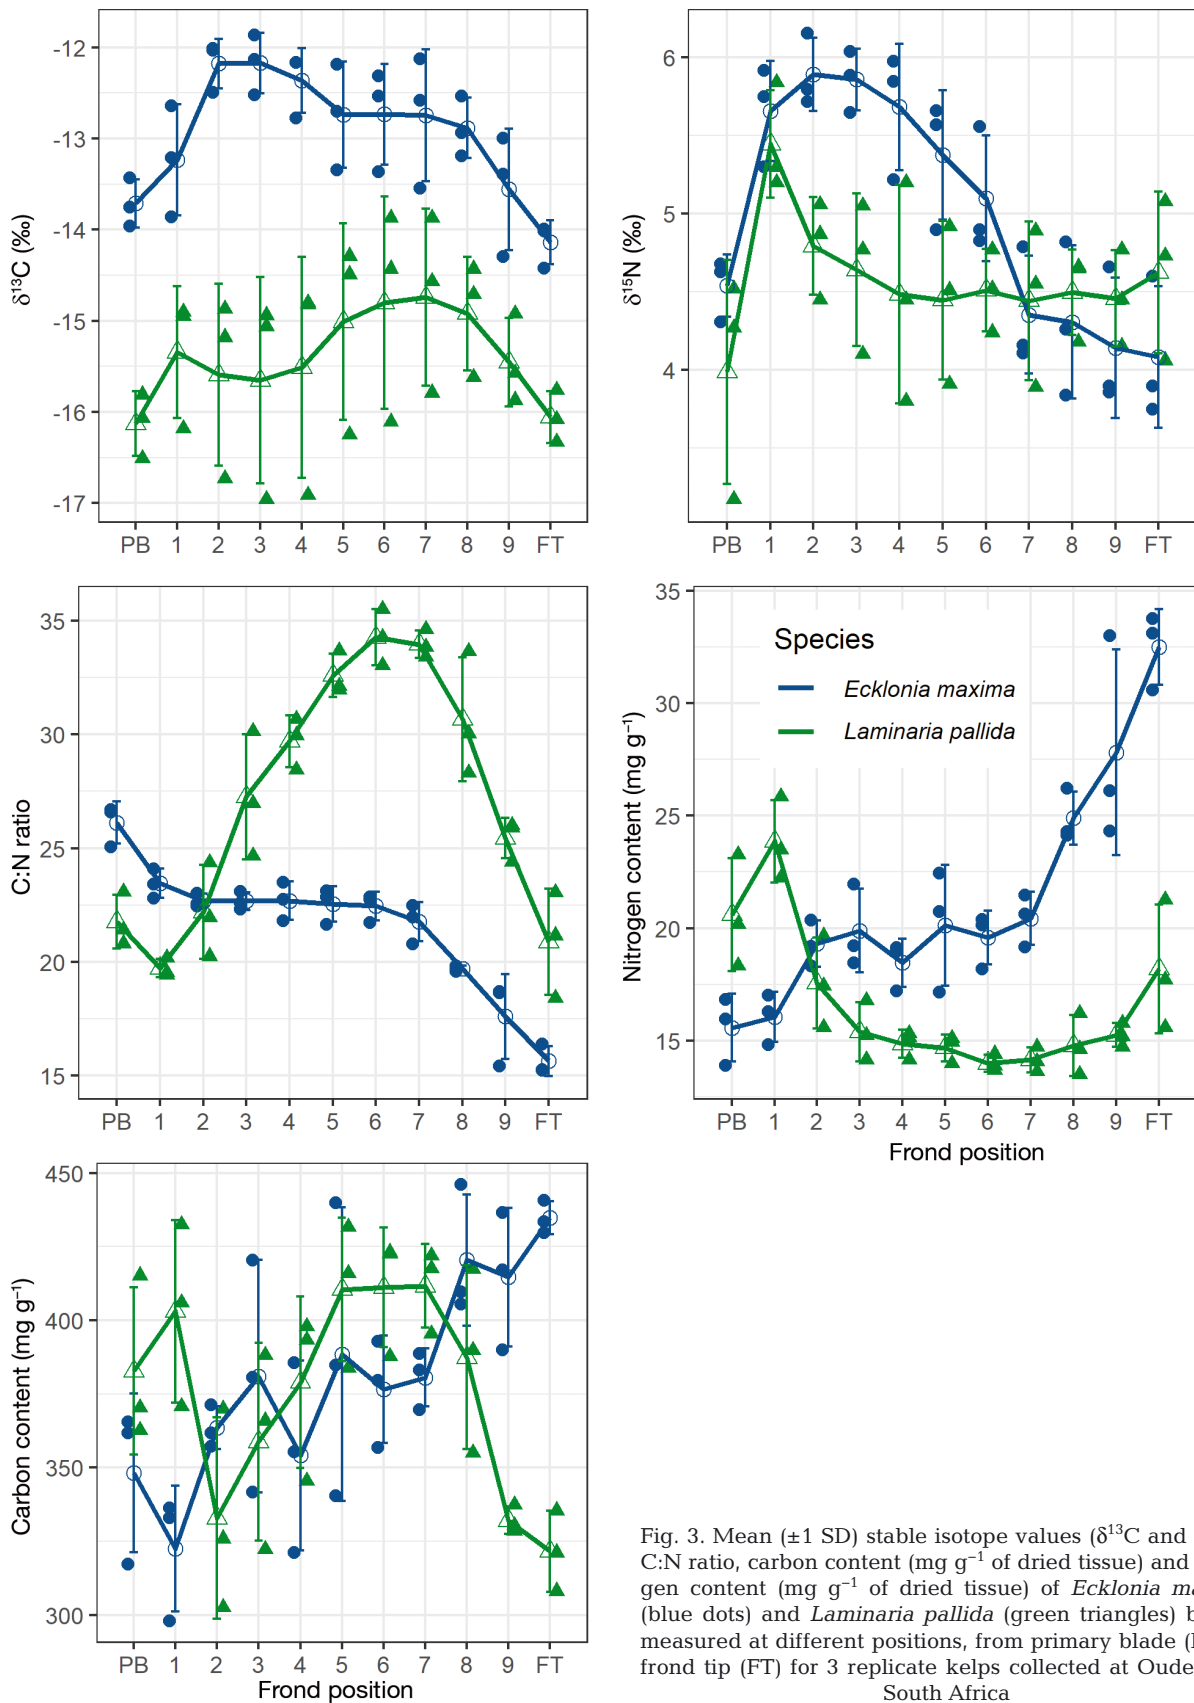 -12
-13
-14
-15
-16
-17
δ¹³C (‰)
PB 1 2 3 4 5 6 7 8 9 FT
6
5
4
δ¹⁵N (‰)
PB 1 2 3 4 5 6 7 8 9 FT
35
30
25
20
15
C:N ratio
PB 1 2 3 4 5 6 7 8 9 FT
35
30
25
20
15
Nitrogen content (mg g⁻¹)
Species
Ecklonia maxima
Laminaria pallida
PB 1 2 3 4 5 6 7 8 9 FT
Frond position
450
400
350
300
Carbon content (mg g⁻¹)
PB 1 2 3 4 5 6 7 8 9 FT
Frond position
Fig. 3. Mean (±1 SD) stable isotope values (δ¹³C and
C:N ratio, carbon content (mg g⁻¹ of dried tissue) and
gen content (mg g⁻¹ of dried tissue) of Ecklonia
(blue dots) and Laminaria pallida (green triangles)
measured at different positions, from primary blade
frond tip (FT) for 3 replicate kelps collected at
South Africa